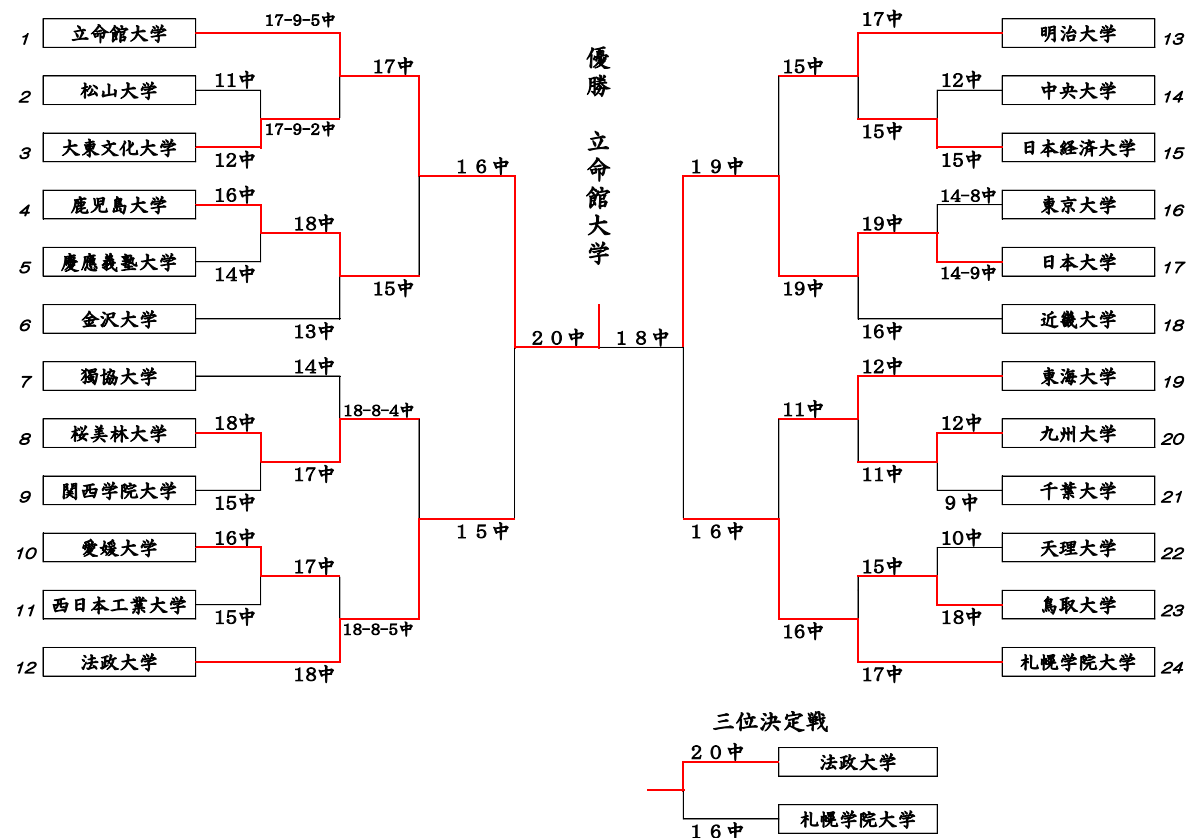 優勝 立命館大学
1 立命館大学 17-9-5中
2 松山大学 11中
3 大東文化大学 12中
17-9-2中
17中
4 鹿児島大学 16中
5 慶應義塾大学 14中
18中
6 金沢大学 13中
15中
16中
7 獨協大学 14中
8 桜美林大学 18中
9 関西学院大学 15中
17中
18-8-4中
10 愛媛大学 16中
11 西日本工業大学 15中
17中
12 法政大学 18中
18-8-5中
15中
20中
18中
17中 明治大学 13
12中 中央大学 14
15中 日本経済大学 15
15中
15中
14-8中 東京大学 16
14-9中 日本大学 17
19中
16中 近畿大学 18
19中
19中
12中 東海大学 19
12中 九州大学 20
9中 千葉大学 21
11中
11中
10中 天理大学 22
18中 鳥取大学 23
15中
17中 札幌学院大学 24
16中
16中
三位決定戦
20中 法政大学
16中 札幌学院大学